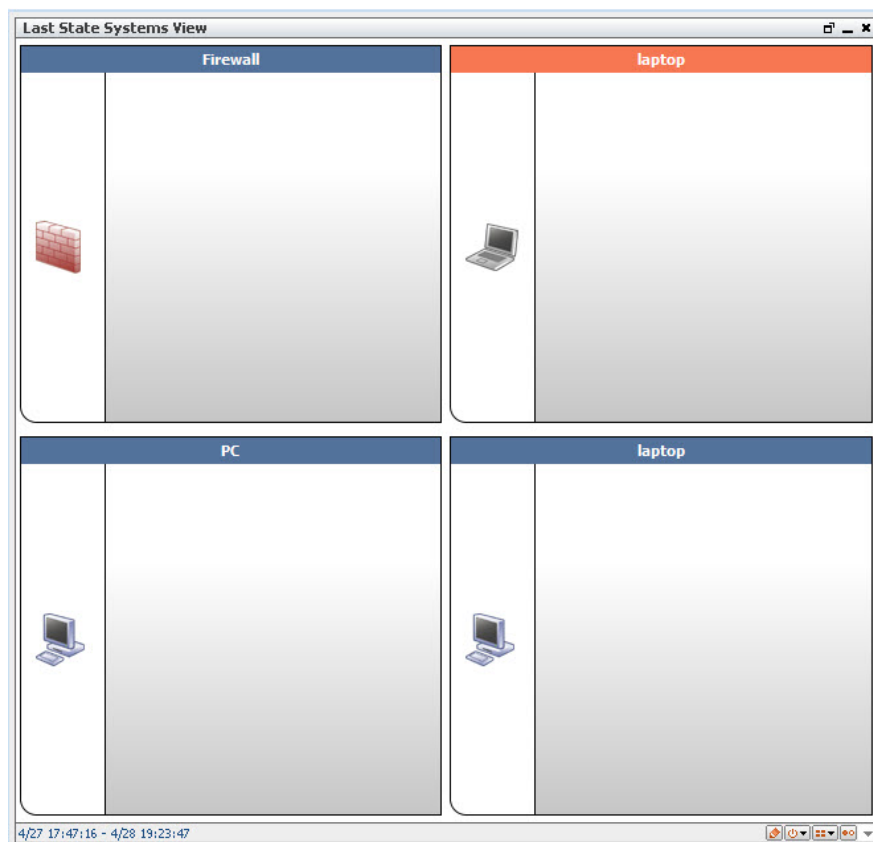 Last State Systems View
Firewall
laptop
PC
laptop
4/27 17:47:16 - 4/28 19:23:47